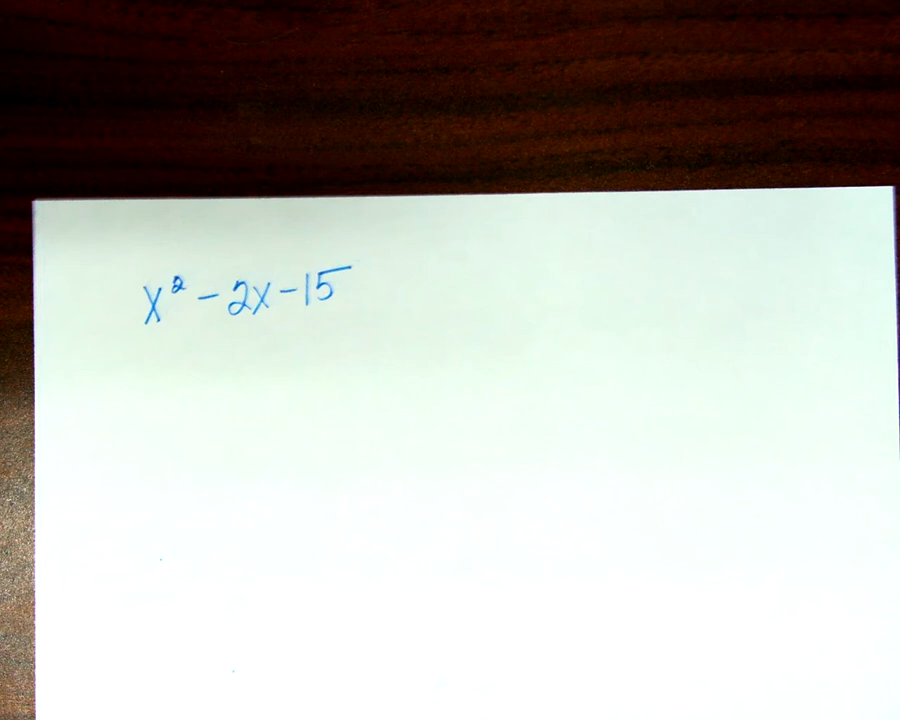 x² - 2x - 15